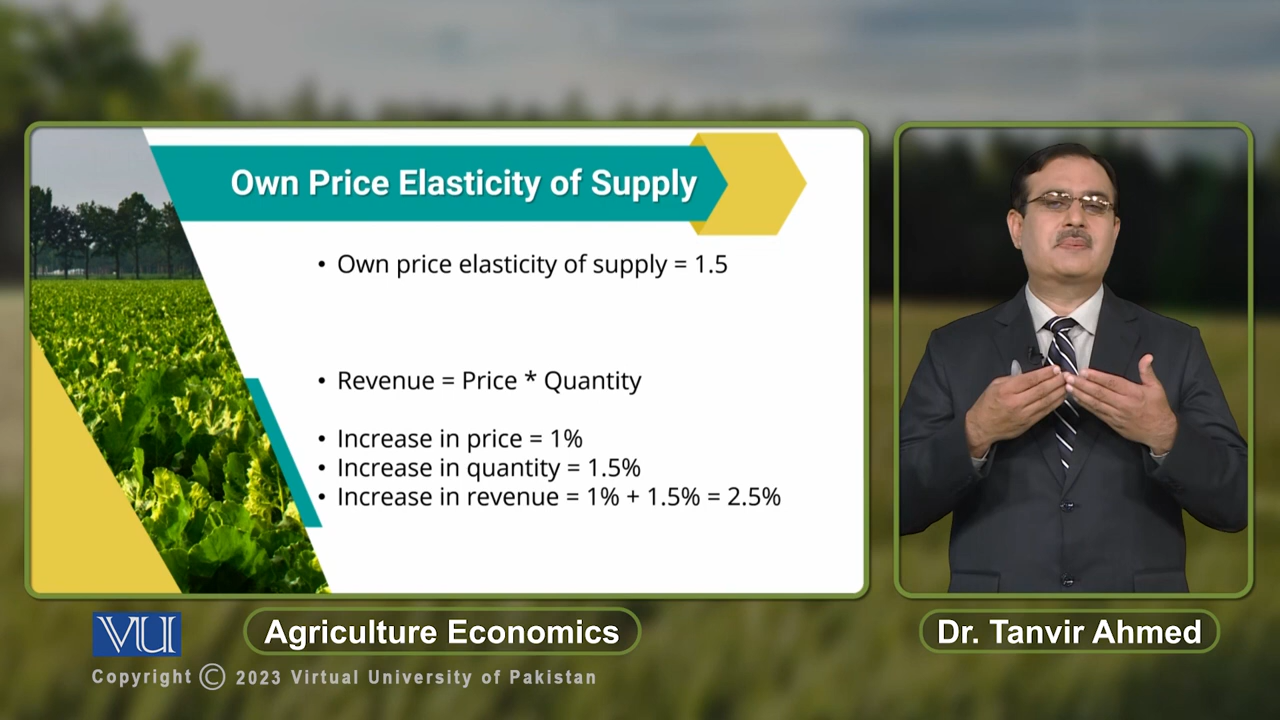 Own Price Elasticity of Supply
• Own price elasticity of supply = 1.5
• Revenue = Price * Quantity
• Increase in price = 1%
• Increase in quantity = 1.5%
• Increase in revenue = 1% + 1.5% = 2.5%
VU
Agriculture Economics
Dr. Tanvir Ahmed
Copyright © 2023 Virtual University of Pakistan